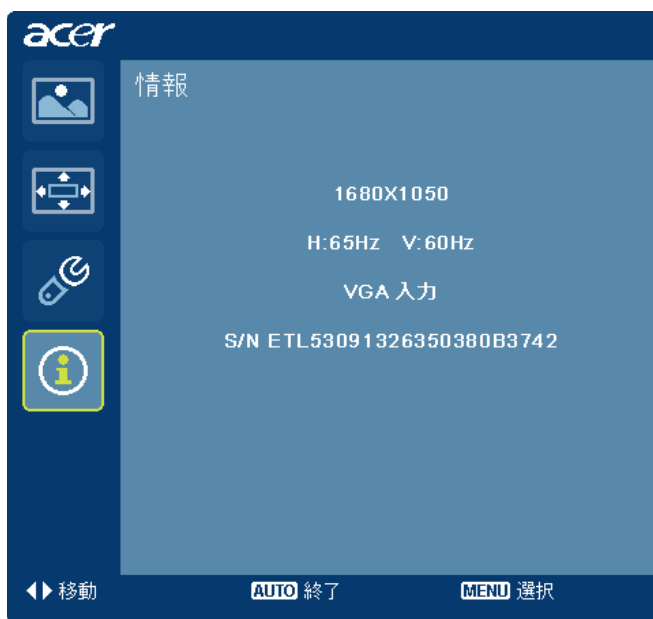 acer
情報
1680X1050
H:65Hz V:60Hz
VGA 入力
S/N ETL53091326350380B3742
移動 AUTO 終了 MENU 選択